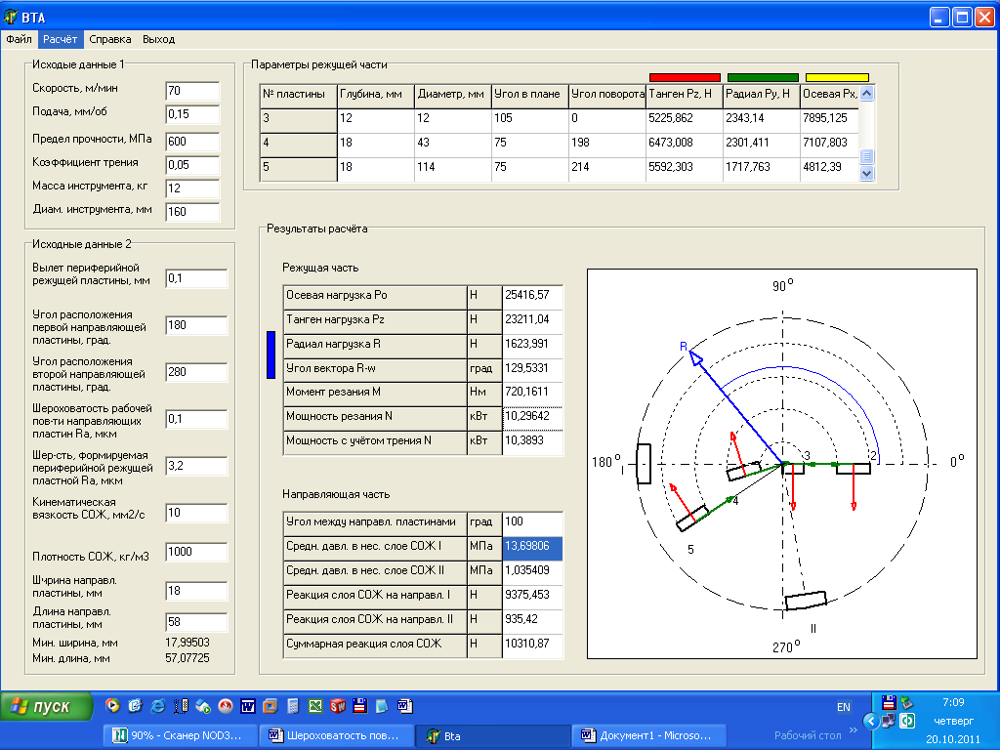 BTA
Файл Расчёт Справка Выход
Исходые данные 1
Скорость, м/мин 70
Подача, мм/об 0,15
Предел прочности, МПа 600
Коэффициент трения 0,05
Масса инструмента, кг 12
Диам. инструмента, мм 160
Исходные данные 2
Вылет периферийной
режущей пластины, мм 0,1
Угол расположения
первой направляющей
пластины, град. 180
Угол расположения
второй направляющей
пластины, град. 280
Шероховатость рабочей
пов-ти направляющих
пластин Ra, мкм 0,1
Шер-сть, формируемая
периферийной режущей
пластной Ra, мкм 3,2
Кинематическая
вязкость СОЖ, мм2/с 10
Плотность СОЖ, кг/м3 1000
Шчрина направл.
пластины, мм 18
Длина направл.
пластины, мм 58
Мин. ширина, мм 17,99503
Мин. длина, мм 57,07725
Параметры режущей части
№ пластины Глубина, мм Диаметр, мм Угол в плане Угол поворота Танген Pz, Н Радиал Py, Н Осевая Px,
3 12 12 105 0 5225,862 2343,14 7895,125
4 18 43 75 198 6473,008 2301,411 7107,803
5 18 114 75 214 5592,303 1717,763 4812,39
Результаты расчёта
Режущая часть
Осевая нагрузка Po Н 25416,57
Танген нагрузка Pz Н 23211,04
Радиал нагрузка R Н 1623,991
Угол вектора R-w град 129,5331
Момент резания M Нм 720,1611
Мощность резания N кВт 10,29642
Мощность с учётом трения N кВт 10,3893
Направляющая часть
Угол между направл. пластинами град 100
Средн. давл. в нес. слое СОЖ I МПа 13,69806
Средн. давл. в нес. слое СОЖ II МПа 1,035409
Реакция слоя СОЖ на направл. I Н 9375,453
Реакция слоя СОЖ на направл. II Н 935,42
Суммарная реакция слоя СОЖ Н 10310,87
90°
R
180° I 3 2 0°
4
5
II
270°
пуск EN 7:09
четверг
20.10.2011
90% - Сканер NOD3... Шероховатость пов... Bta Документ1 - Microso... Рабочий стол »